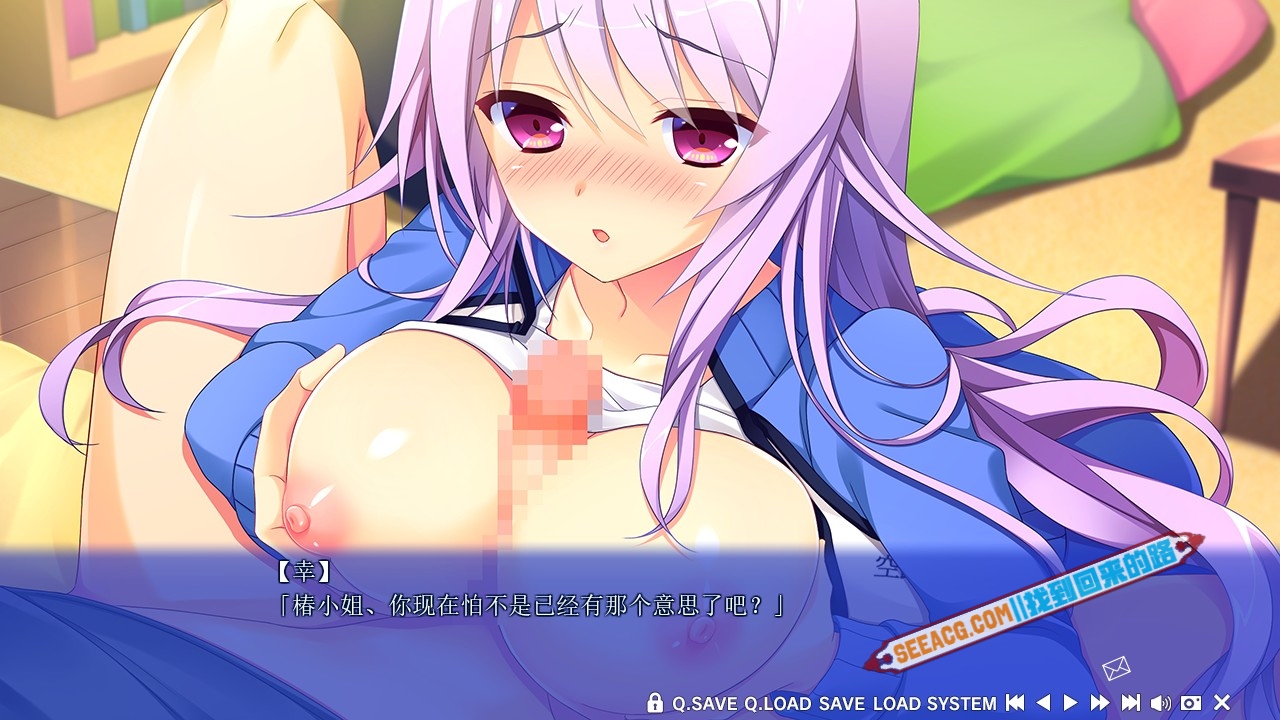 空
【幸】
「椿小姐、你现在怕不是已经有那个意思了吧？」
SEEACG.COM||找到回来的路
Q.SAVE Q.LOAD SAVE LOAD SYSTEM